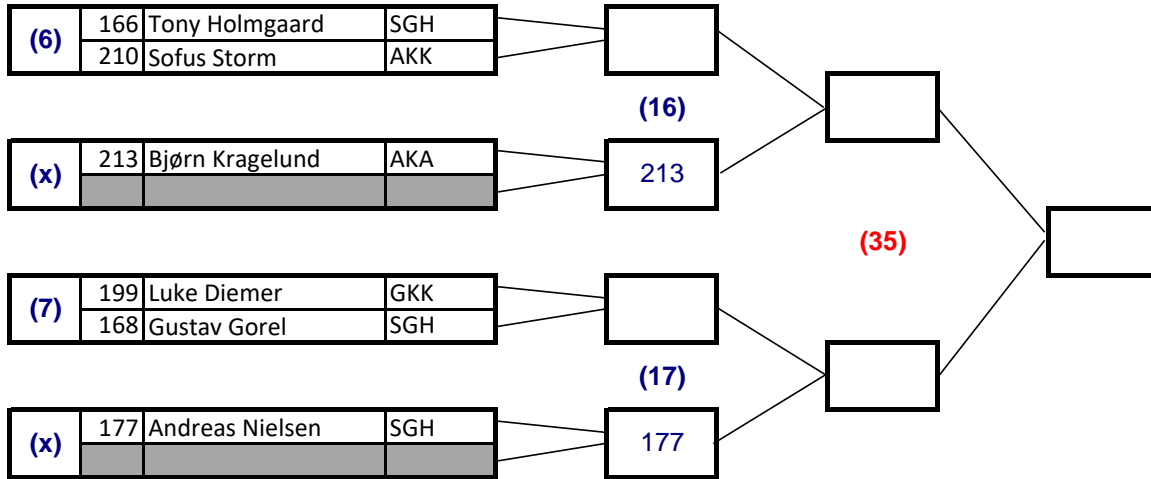 (6) 166 Tony Holmgaard SGH
210 Sofus Storm AKK
(16)
(x) 213 Bjørn Kragelund AKA 213
(35)
(7) 199 Luke Diemer GKK
168 Gustav Gorel SGH
(17)
(x) 177 Andreas Nielsen SGH 177